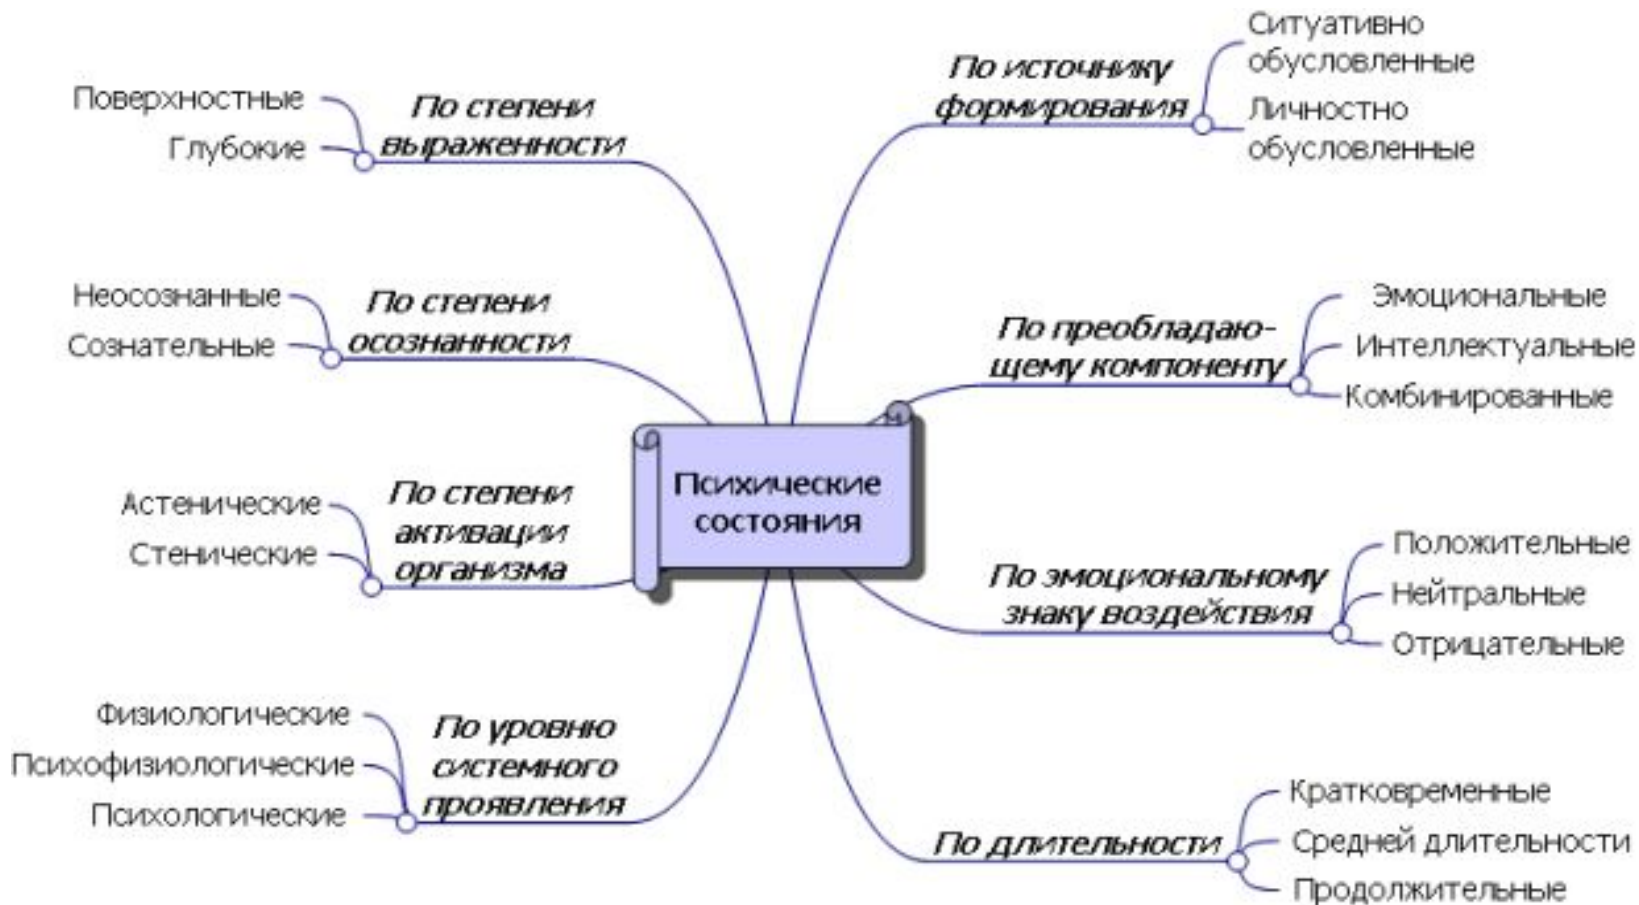 Психические
состояния
По источнику
формирования
Ситуативно
обусловленные
Личностно
обусловленные
По преобладаю-
щему компоненту
Эмоциональные
Интеллектуальные
Комбинированные
По эмоциональному
знаку воздействия
Положительные
Нейтральные
Отрицательные
По длительности
Кратковременные
Средней длительности
Продолжительные
По степени
выраженности
Поверхностные
Глубокие
По степени
осознанности
Неосознанные
Сознательные
По степени
активации
организма
Астенические
Стенические
По уровню
системного
проявления
Физиологические
Психофизиологические
Психологические